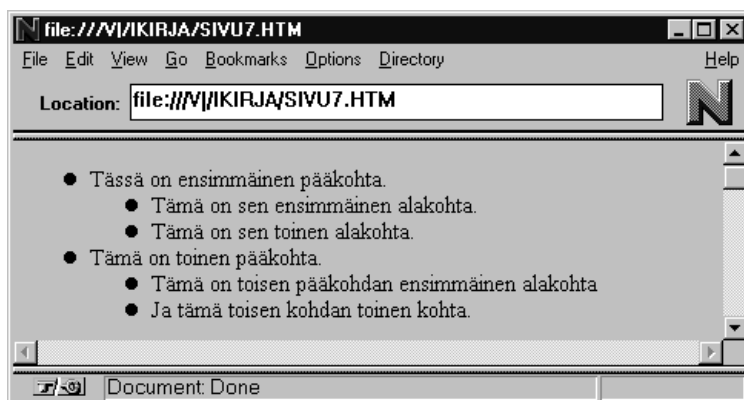 file:///V|/IKIRJA/SIVU7.HTM
File Edit View Go Bookmarks Options Directory Help
Location: file:///V|/IKIRJA/SIVU7.HTM
N
• Tässä on ensimmäinen pääkohta.
• Tämä on sen ensimmäinen alakohta.
• Tämä on sen toinen alakohta.
• Tämä on toinen pääkohta.
• Tämä on toisen pääkohdan ensimmäinen alakohta
• Ja tämä toisen kohdan toinen kohta.
Document: Done